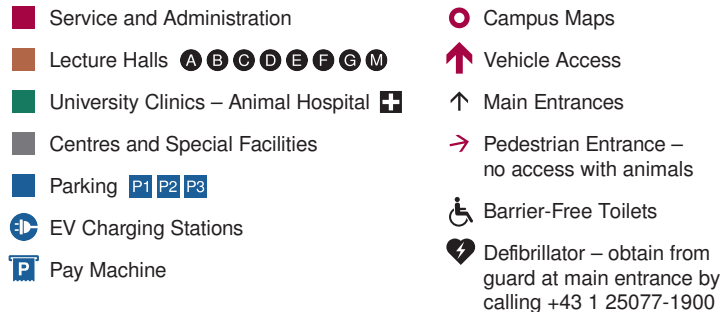 Service and Administration
Lecture Halls A B C D E F G M
University Clinics – Animal Hospital
Centres and Special Facilities
Parking P1 P2 P3
EV Charging Stations
P Pay Machine
Campus Maps
Vehicle Access
Main Entrances
Pedestrian Entrance –
no access with animals
Barrier-Free Toilets
Defibrillator – obtain from
guard at main entrance by
calling +43 1 25077-1900